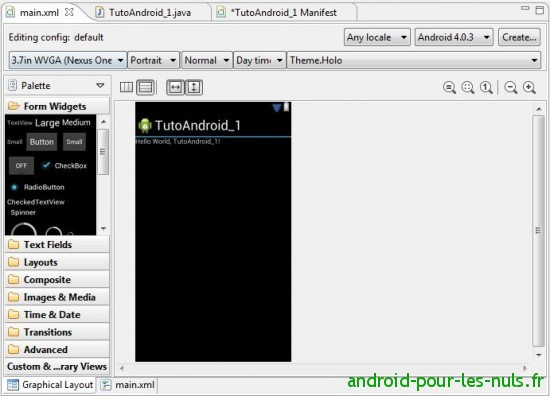 main.xml
TutoAndroid_1.java
*TutoAndroid_1 Manifest
Editing config: default
Any locale
Android 4.0.3
Create...
3.7in WVGA (Nexus One
Portrait
Normal
Day time
Theme.Holo
Palette
Form Widgets
TextView Large Medium
Small Button Small
OFF CheckBox
RadioButton
CheckedTextView
Spinner
Text Fields
Layouts
Composite
Images & Media
Time & Date
Transitions
Advanced
Custom & ...rary Views
TutoAndroid_1
Hello World, TutoAndroid_1!
Graphical Layout
main.xml
android-pour-les-nuls.fr